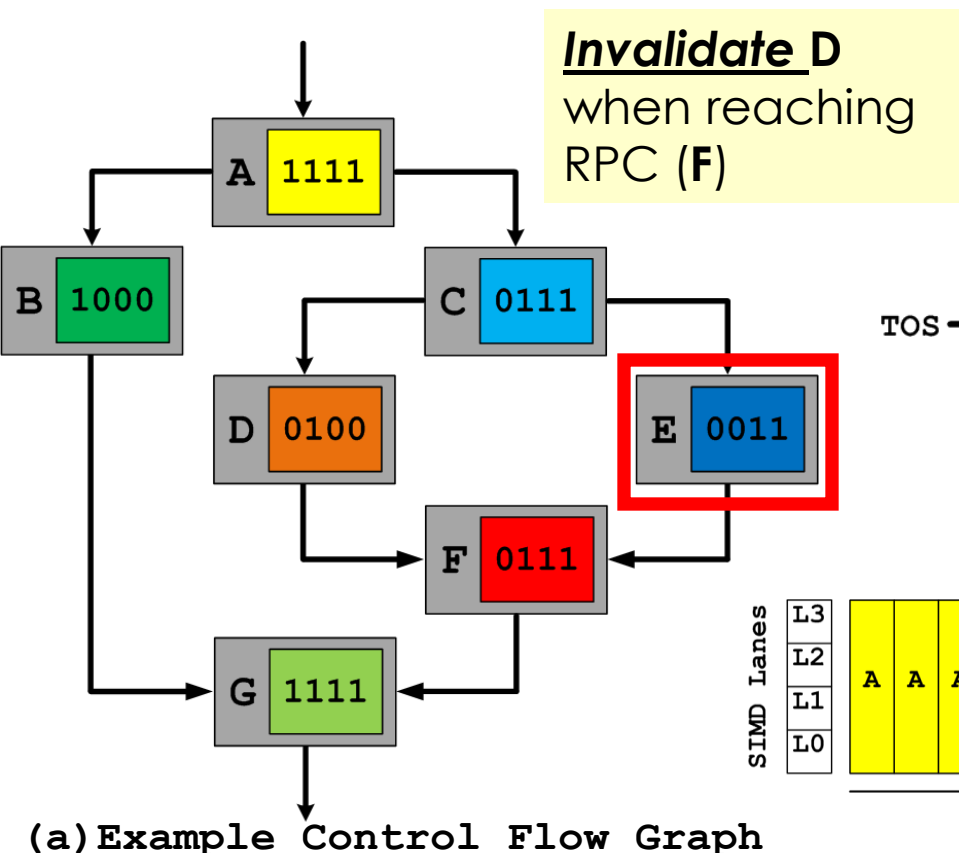 Invalidate D
when reaching
RPC (F)
A 1111
B 1000
C 0111
TOS
D 0100
E 0011
F 0111
G 1111
SIMD Lanes
L3
L2
L1
L0
A A A
(a)Example Control Flow Graph